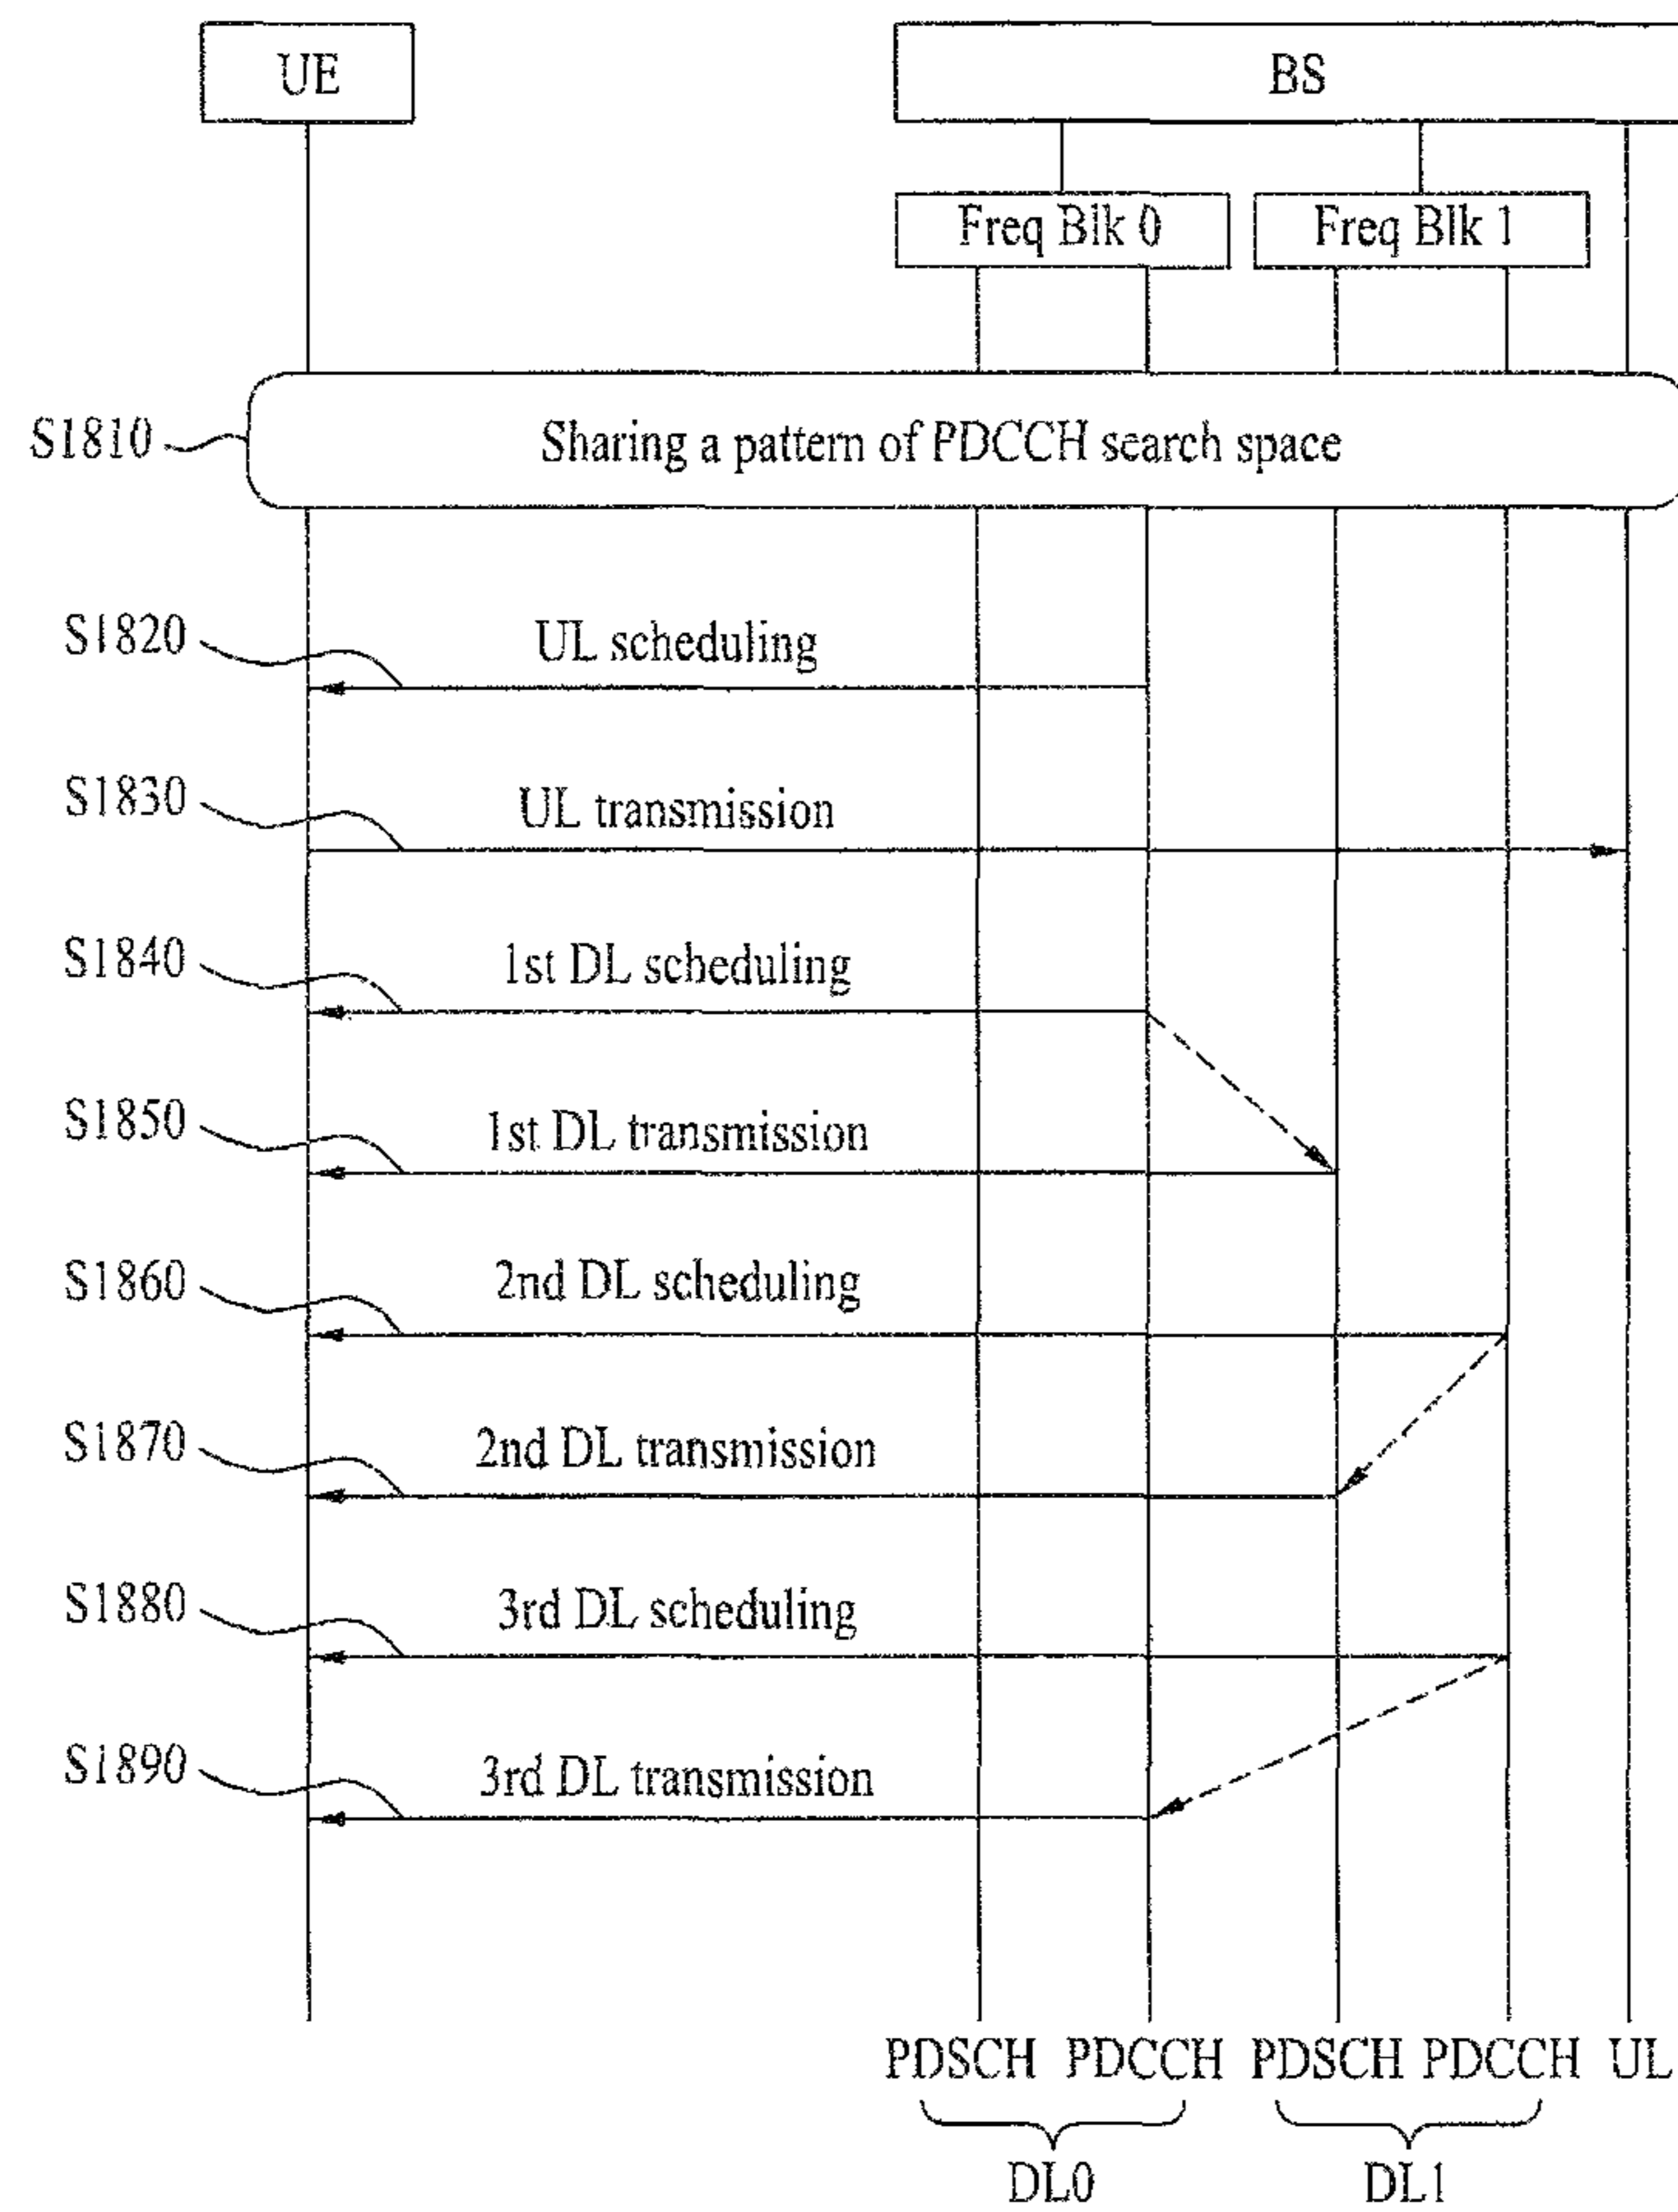 UE
BS
Freq Blk 0
Freq Blk 1
S1810
Sharing a pattern of PDCCH search space
S1820
UL scheduling
S1830
UL transmission
S1840
1st DL scheduling
S1850
1st DL transmission
S1860
2nd DL scheduling
S1870
2nd DL transmission
S1880
3rd DL scheduling
S1890
3rd DL transmission
PDSCH PDCCH PDSCH PDCCH UL
DL0
DL1